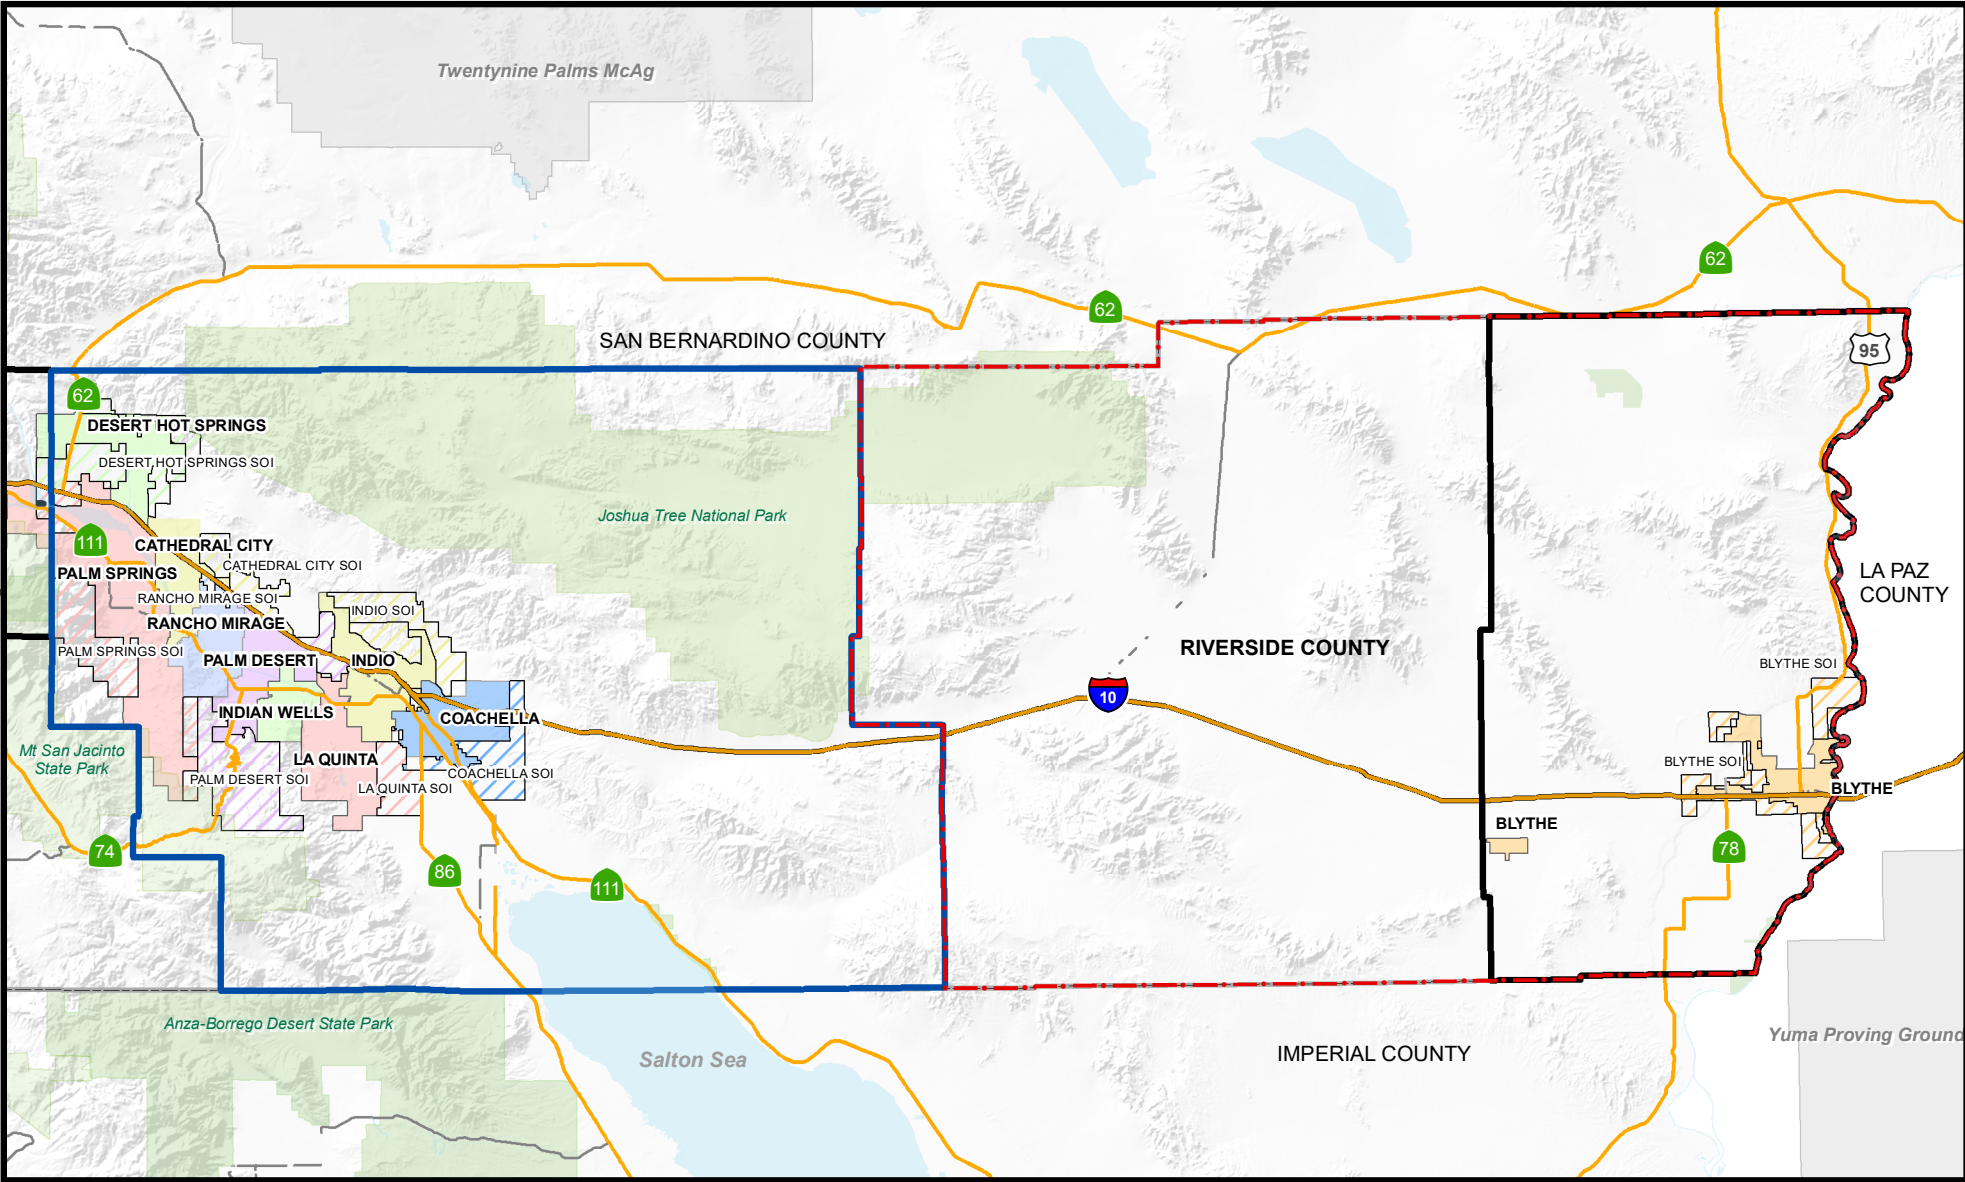 Twentynine Palms McAg
62
62
SAN BERNARDINO COUNTY
95
62
DESERT HOT SPRINGS
DESERT HOT SPRINGS SOI
Joshua Tree National Park
111
CATHEDRAL CITY
CATHEDRAL CITY SOI
PALM SPRINGS
LA PAZ
COUNTY
RANCHO MIRAGE SOI
INDIO SOI
RANCHO MIRAGE
RIVERSIDE COUNTY
PALM SPRINGS SOI
PALM DESERT
INDIO
BLYTHE SOI
10
INDIAN WELLS
COACHELLA
Mt San Jacinto
State Park
LA QUINTA
BLYTHE SOI
COACHELLA SOI
PALM DESERT SOI
LA QUINTA SOI
BLYTHE
BLYTHE
74
78
86
111
Anza-Borrego Desert State Park
Yuma Proving Ground
Salton Sea
IMPERIAL COUNTY